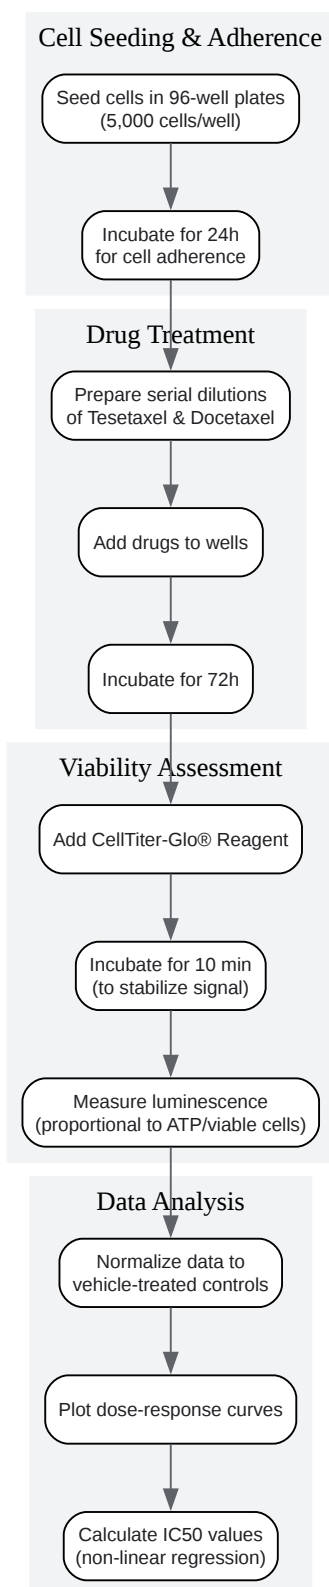 Cell Seeding & Adherence
Seed cells in 96-well plates
(5,000 cells/well)
Incubate for 24h
for cell adherence
Drug Treatment
Prepare serial dilutions
of Tesetaxel & Docetaxel
Add drugs to wells
Incubate for 72h
Viability Assessment
Add CellTiter-Glo® Reagent
Incubate for 10 min
(to stabilize signal)
Measure luminescence
(proportional to ATP/viable cells)
Data Analysis
Normalize data to
vehicle-treated controls
Plot dose-response curves
Calculate IC50 values
(non-linear regression)